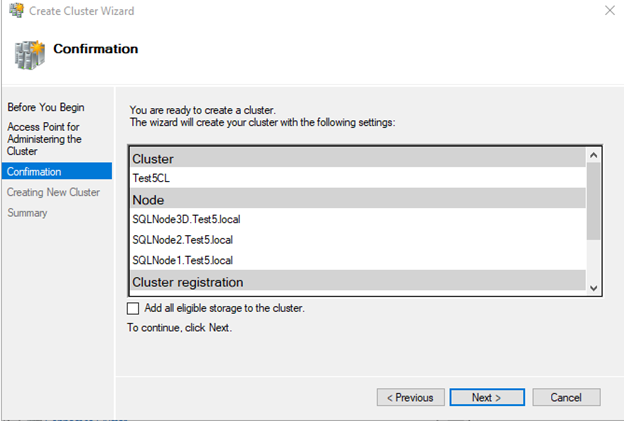 Create Cluster Wizard
Confirmation
Before You Begin
Access Point for
Administering the
Cluster
Confirmation
Creating New Cluster
Summary
You are ready to create a cluster.
The wizard will create your cluster with the following settings:
Cluster
Test5CL
Node
SQLNode3D.Test5.local
SQLNode2.Test5.local
SQLNode1.Test5.local
Cluster registration
Add all eligible storage to the cluster.
To continue, click Next.
< Previous
Next >
Cancel